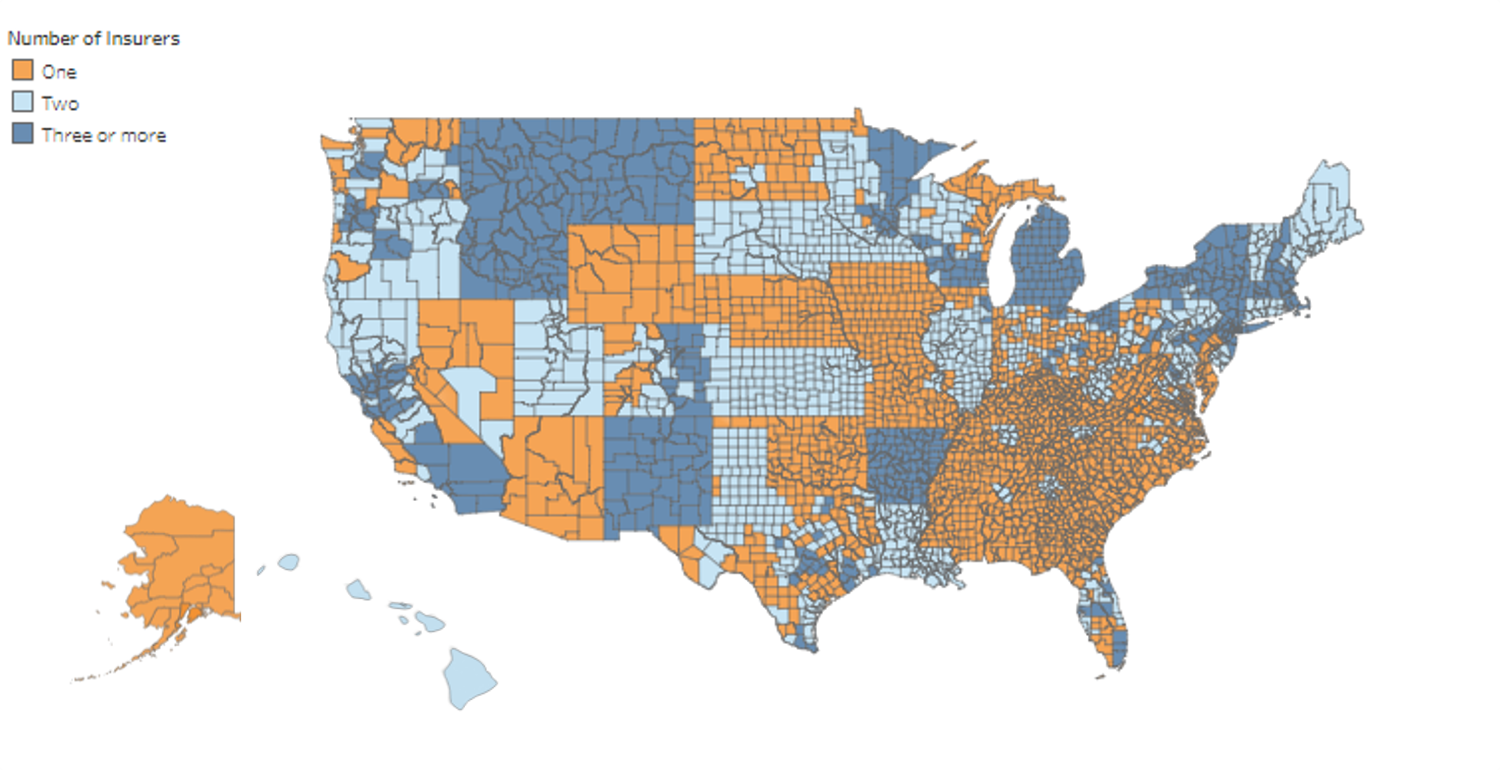 Number of Insurers
One
Two
Three or more